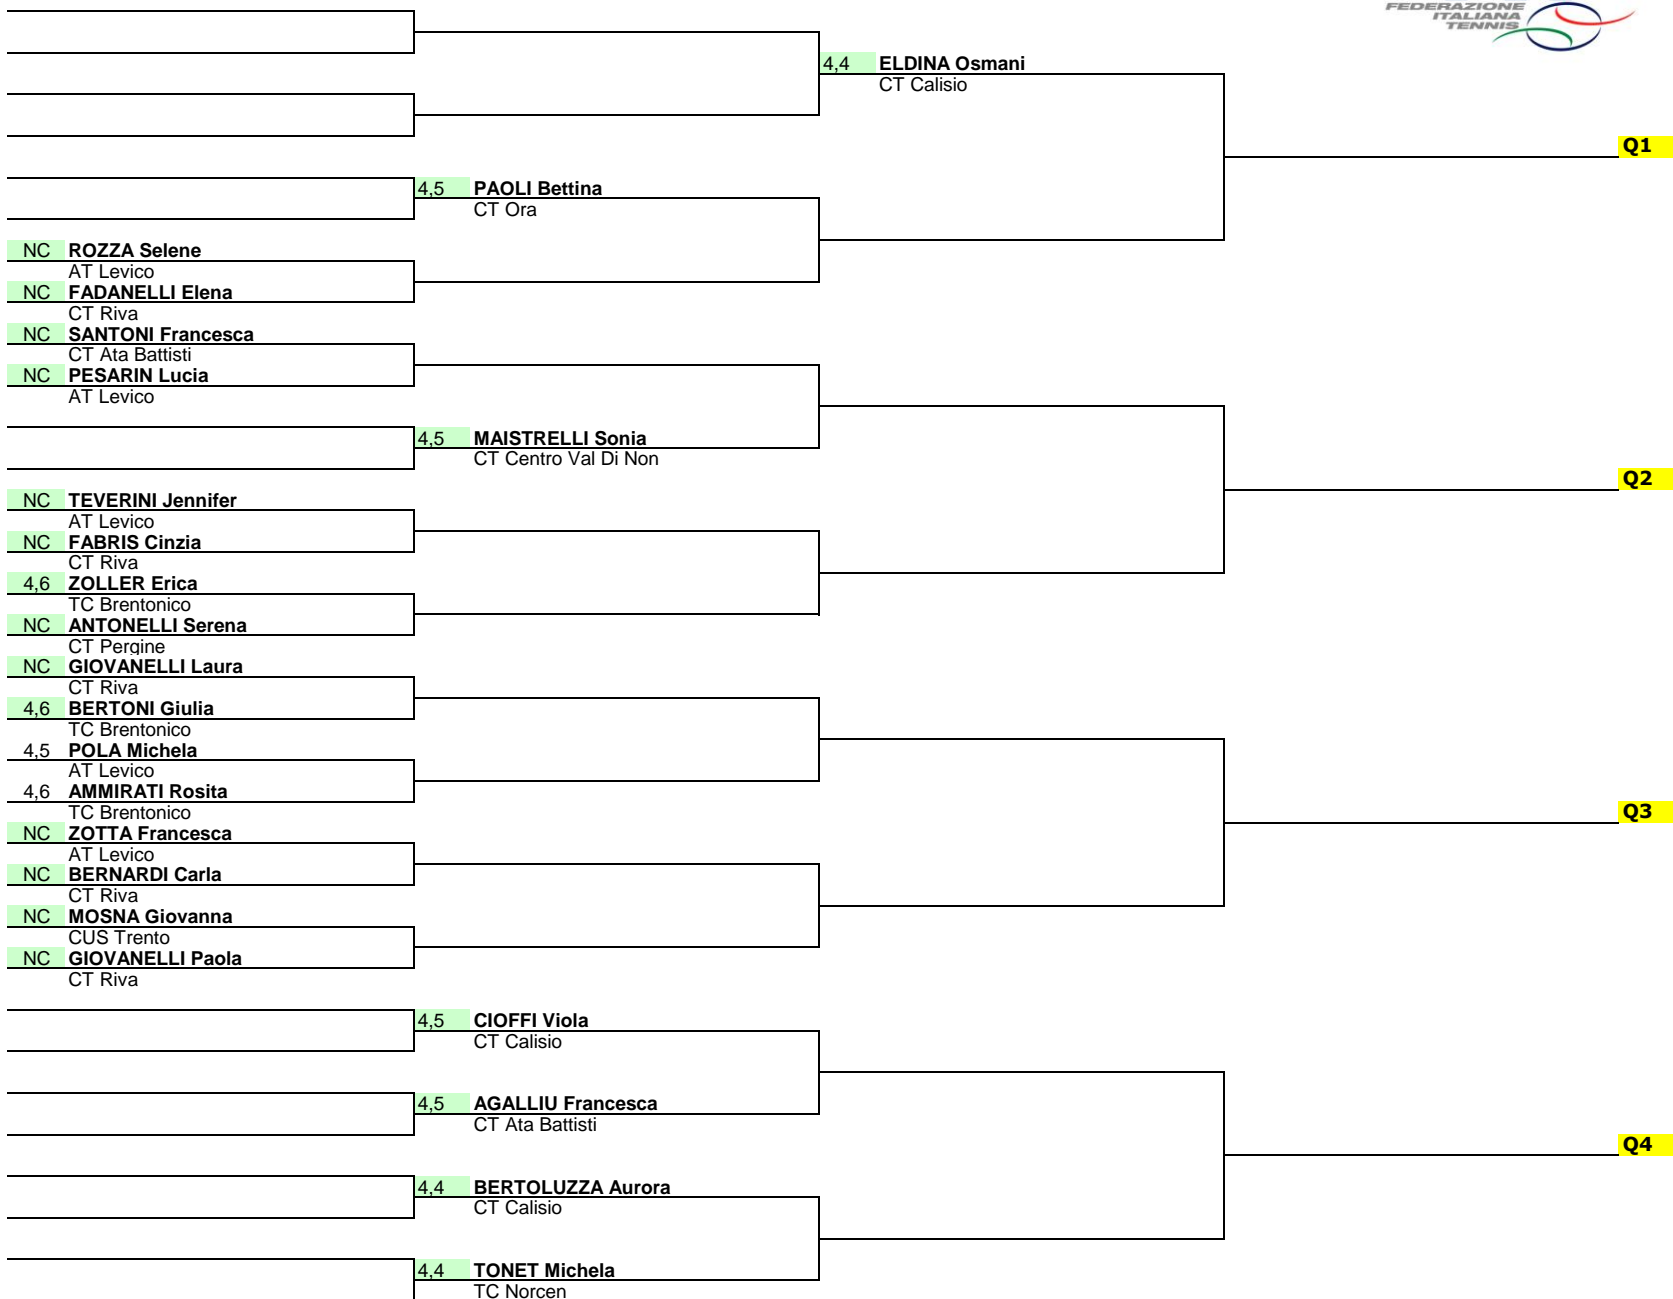 FEDERAZIONE
ITALIANA
TENNIS
4,4 ELDINA Osmani
CT Calisio
Q1
4,5 PAOLI Bettina
CT Ora
NC ROZZA Selene
AT Levico
NC FADANELLI Elena
CT Riva
NC SANTONI Francesca
CT Ata Battisti
NC PESARIN Lucia
AT Levico
4,5 MAISTRELLI Sonia
CT Centro Val Di Non
Q2
NC TEVERINI Jennifer
AT Levico
NC FABRIS Cinzia
CT Riva
4,6 ZOLLER Erica
TC Brentonico
NC ANTONELLI Serena
CT Pergine
NC GIOVANELLI Laura
CT Riva
4,6 BERTONI Giulia
TC Brentonico
4,5 POLA Michela
AT Levico
4,6 AMMIRATI Rosita
TC Brentonico
Q3
NC ZOTTA Francesca
AT Levico
NC BERNARDI Carla
CT Riva
NC MOSNA Giovanna
CUS Trento
NC GIOVANELLI Paola
CT Riva
4,5 CIOFFI Viola
CT Calisio
4,5 AGALLIU Francesca
CT Ata Battisti
Q4
4,4 BERTOLUZZA Aurora
CT Calisio
4,4 TONET Michela
TC Norcen